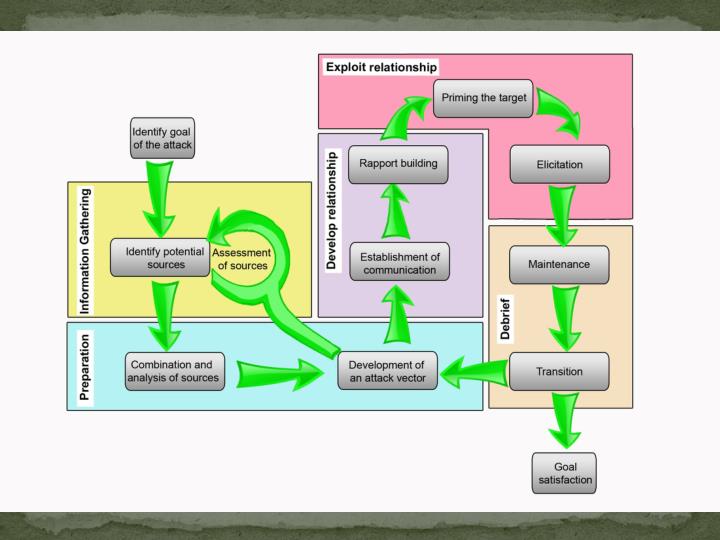 Exploit relationship
Priming the target
Identify goal
of the attack
Rapport building
Elicitation
Develop relationship
Information Gathering
Identify potential
sources
Assessment
of sources
Establishment of
communication
Maintenance
Debrief
Preparation
Combination and
analysis of sources
Development of
an attack vector
Transition
Goal
satisfaction